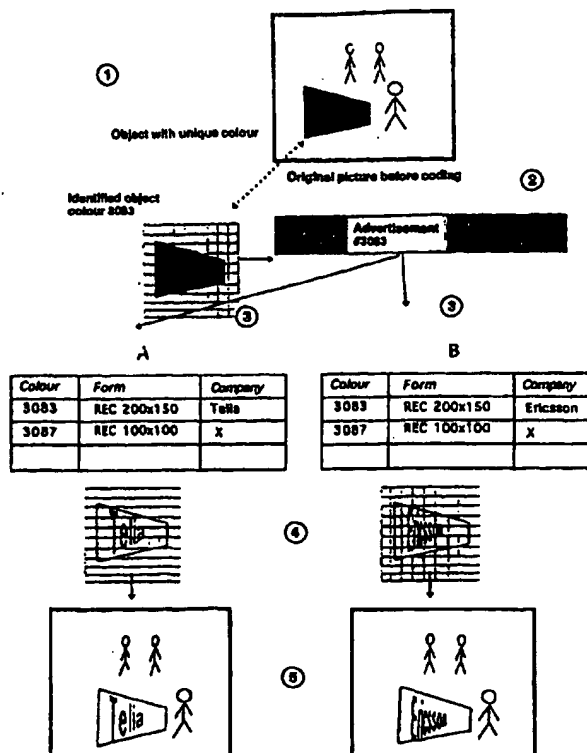 1
Object with unique colour
Original picture before coding
2
Identified object
colour 3083
Advertisement
#3083
3
3
A
B
Colour Form Company
3083 REC 200x150 Telia
3087 REC 100x100 X
Colour Form Company
3083 REC 200x150 Ericsson
3087 REC 100x100 X
Telia
4
Ericsson
5
Telia
Ericsson